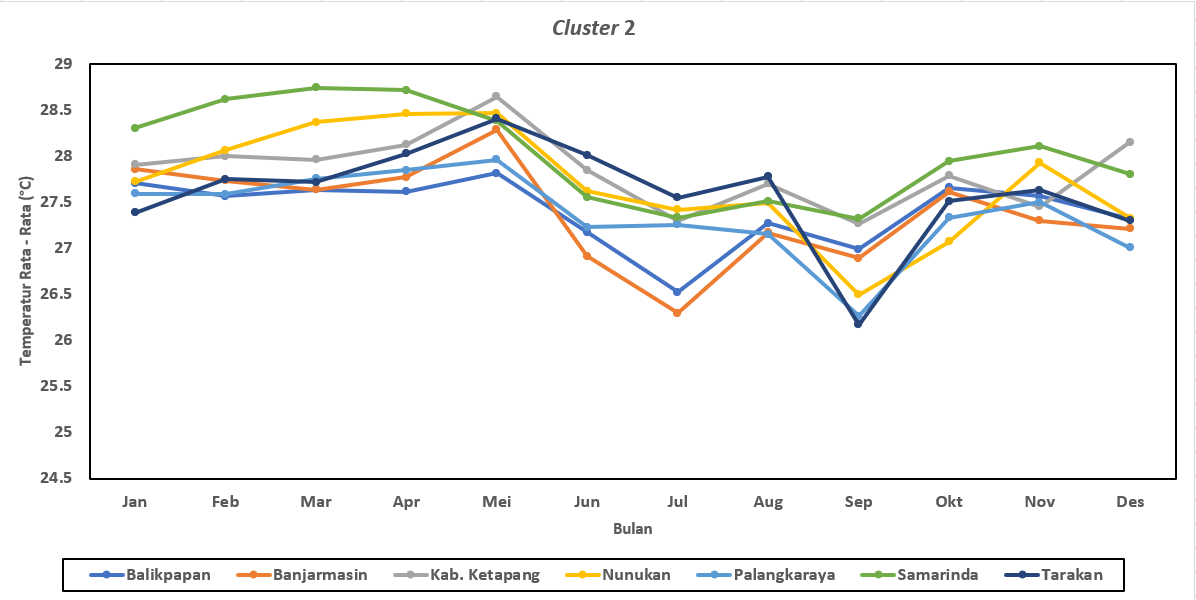 Cluster 2
Temperatur Rata - Rata (°C)
29
28.5
28
27.5
27
26.5
26
25.5
25
24.5
Jan Feb Mar Apr Mei Jun Jul Aug Sep Okt Nov Des
Bulan
Balikpapan Banjarmasin Kab. Ketapang Nunukan Palangkaraya Samarinda Tarakan